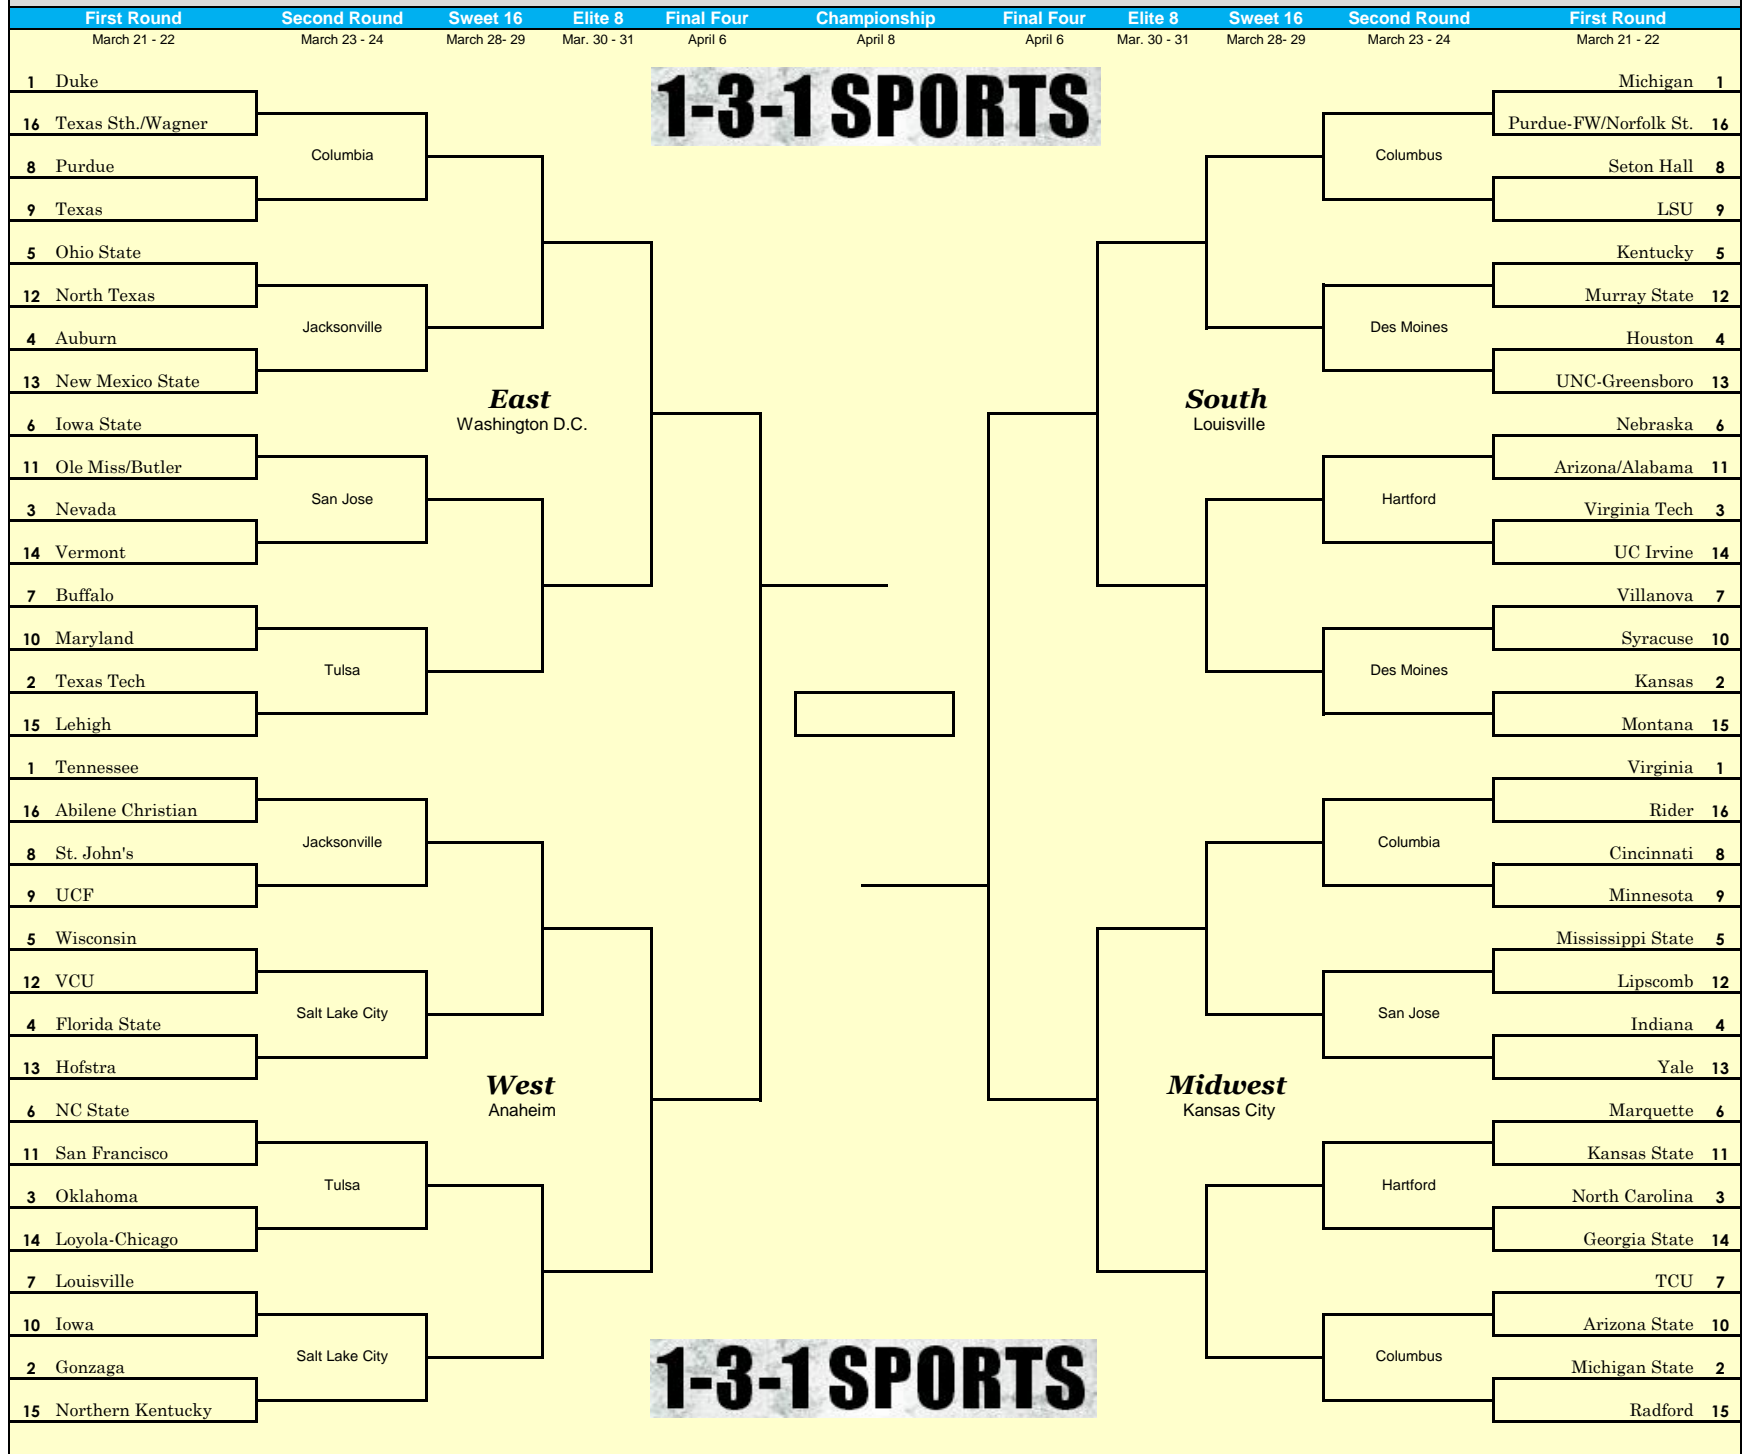 First Round Second Round Sweet 16 Elite 8 Final Four Championship Final Four Elite 8 Sweet 16 Second Round First Round
March 21 - 22 March 23 - 24 March 28- 29 Mar. 30 - 31 April 6 April 8 April 6 Mar. 30 - 31 March 28- 29 March 23 - 24 March 21 - 22
1-3-1 SPORTS
1 Duke
16 Texas Sth./Wagner
Columbia
8 Purdue
9 Texas
5 Ohio State
12 North Texas
Jacksonville
4 Auburn
13 New Mexico State
East
Washington D.C.
6 Iowa State
11 Ole Miss/Butler
San Jose
3 Nevada
14 Vermont
7 Buffalo
10 Maryland
Tulsa
2 Texas Tech
15 Lehigh
1 Tennessee
16 Abilene Christian
Jacksonville
8 St. John's
9 UCF
5 Wisconsin
12 VCU
Salt Lake City
4 Florida State
13 Hofstra
West
Anaheim
6 NC State
11 San Francisco
Tulsa
3 Oklahoma
14 Loyola-Chicago
7 Louisville
10 Iowa
Salt Lake City
2 Gonzaga
15 Northern Kentucky
Michigan 1
Purdue-FW/Norfolk St. 16
Columbus
Seton Hall 8
LSU 9
Kentucky 5
Murray State 12
Des Moines
Houston 4
UNC-Greensboro 13
South
Louisville
Nebraska 6
Arizona/Alabama 11
Hartford
Virginia Tech 3
UC Irvine 14
Villanova 7
Syracuse 10
Des Moines
Kansas 2
Montana 15
Virginia 1
Rider 16
Columbia
Cincinnati 8
Minnesota 9
Mississippi State 5
Lipscomb 12
San Jose
Indiana 4
Yale 13
Midwest
Kansas City
Marquette 6
Kansas State 11
Hartford
North Carolina 3
Georgia State 14
TCU 7
Arizona State 10
Columbus
Michigan State 2
Radford 15
1-3-1 SPORTS